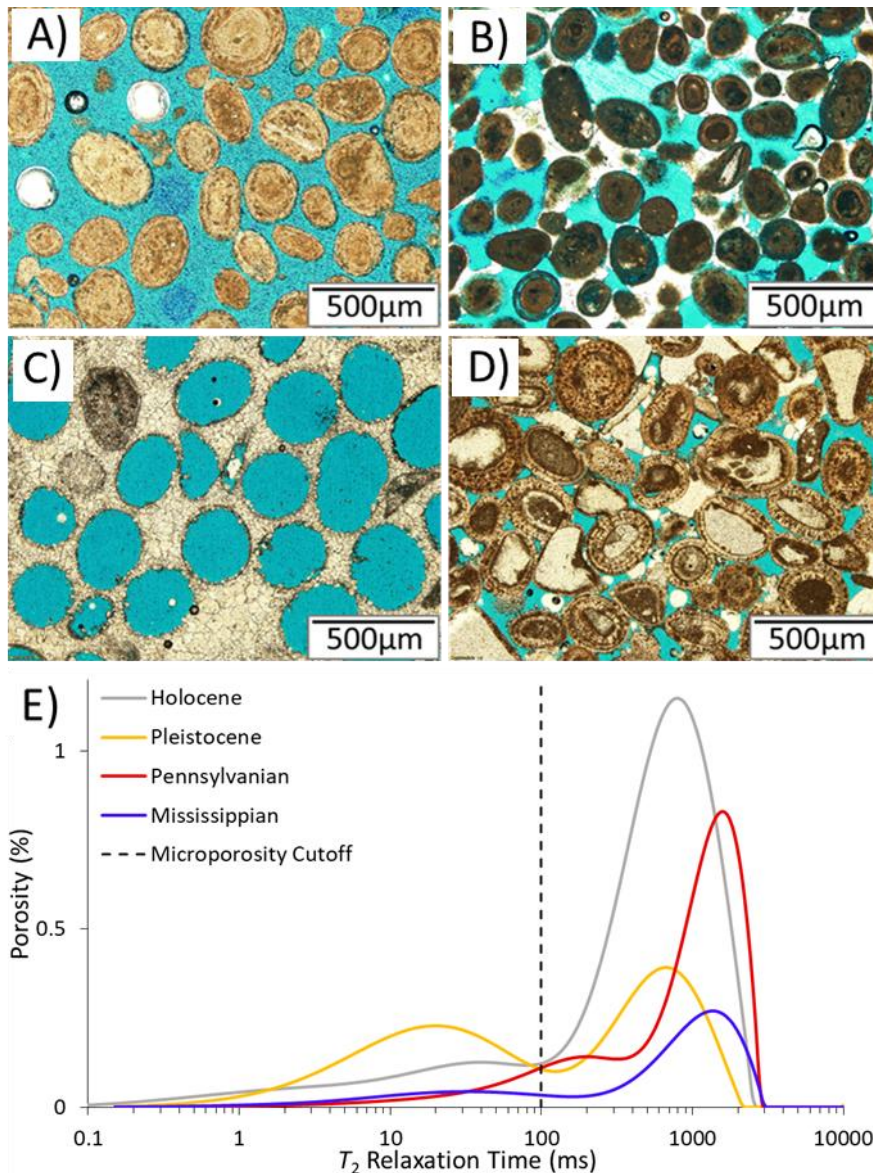 A)
500µm
B)
500µm
C)
500µm
D)
500µm
E)
Holocene
Pleistocene
Pennsylvanian
Mississippian
Microporosity Cutoff
Porosity (%)
1
0.5
0
0.1
1
10
100
1000
10000
T2 Relaxation Time (ms)